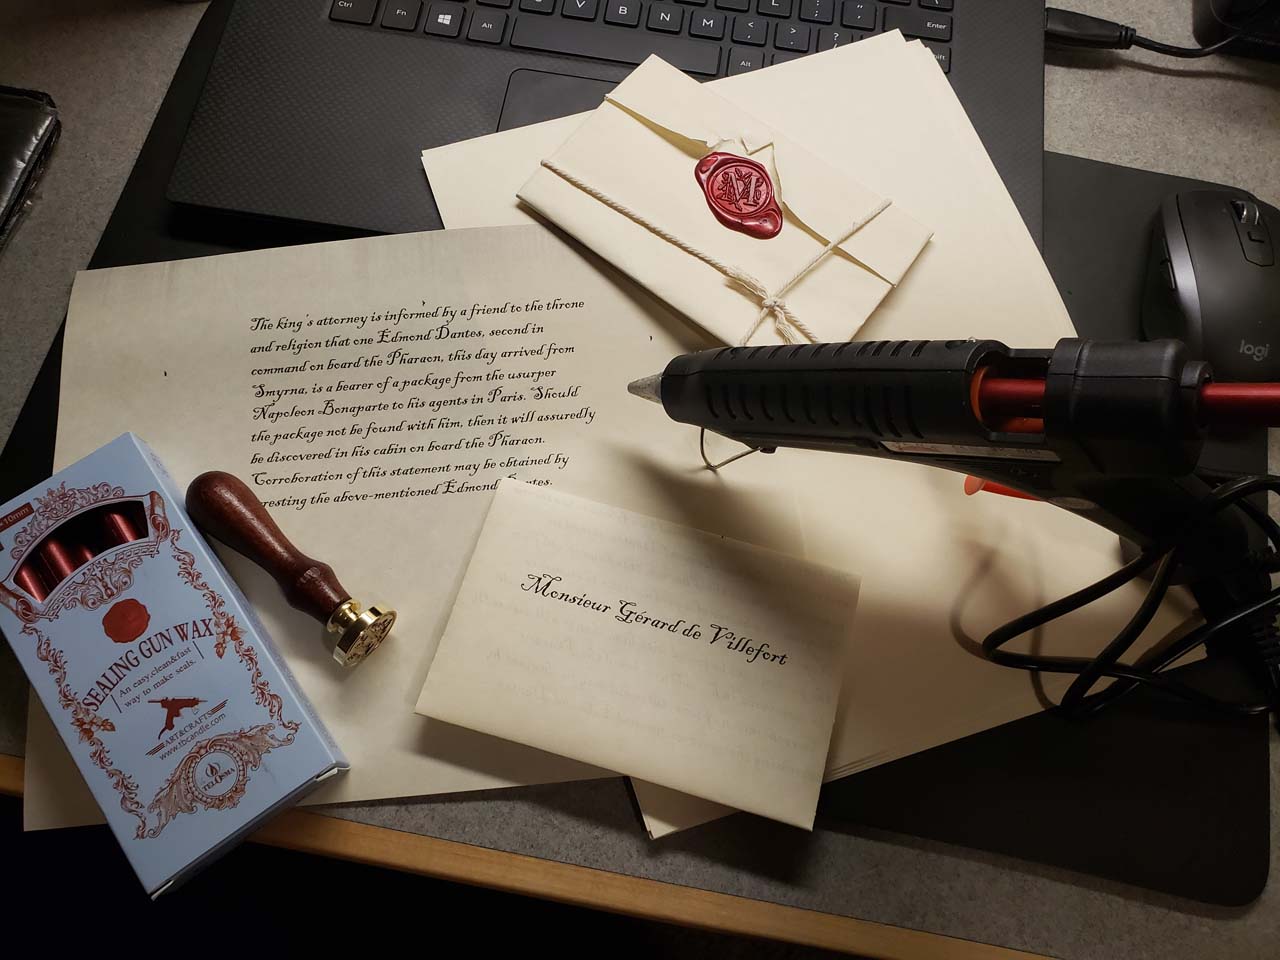 Ctrl
Fn
Alt
V
B
N
M
<
,
>
.
?
/
:
;
"
'
Alt
Enter
Shift
M
The king's attorney is informed by a friend to the throne
and religion that one Edmond Dantes, second in
command on board the Pharaon, this day arrived from
Smyrna, is a bearer of a package from the usurper
Napoleon Bonaparte to his agents in Paris. Should
the package not be found with him, then it will assuredly
be discovered in his cabin on board the Pharaon.
Corroboration of this statement may be obtained by
resting the above-mentioned Edmond ntes.
logi
10mm
SEALING GUN WAX
An easy,clean&fast
way to make seals.
ART&CRAFTS
www.tbcandle.com
TELOSMA
Monsieur Gérard de Villefort